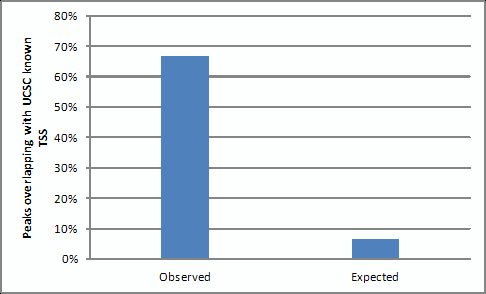 80%
70%
60%
50%
40%
30%
20%
10%
0%
Peaks overlapping with UCSC known
TSS
Observed
Expected